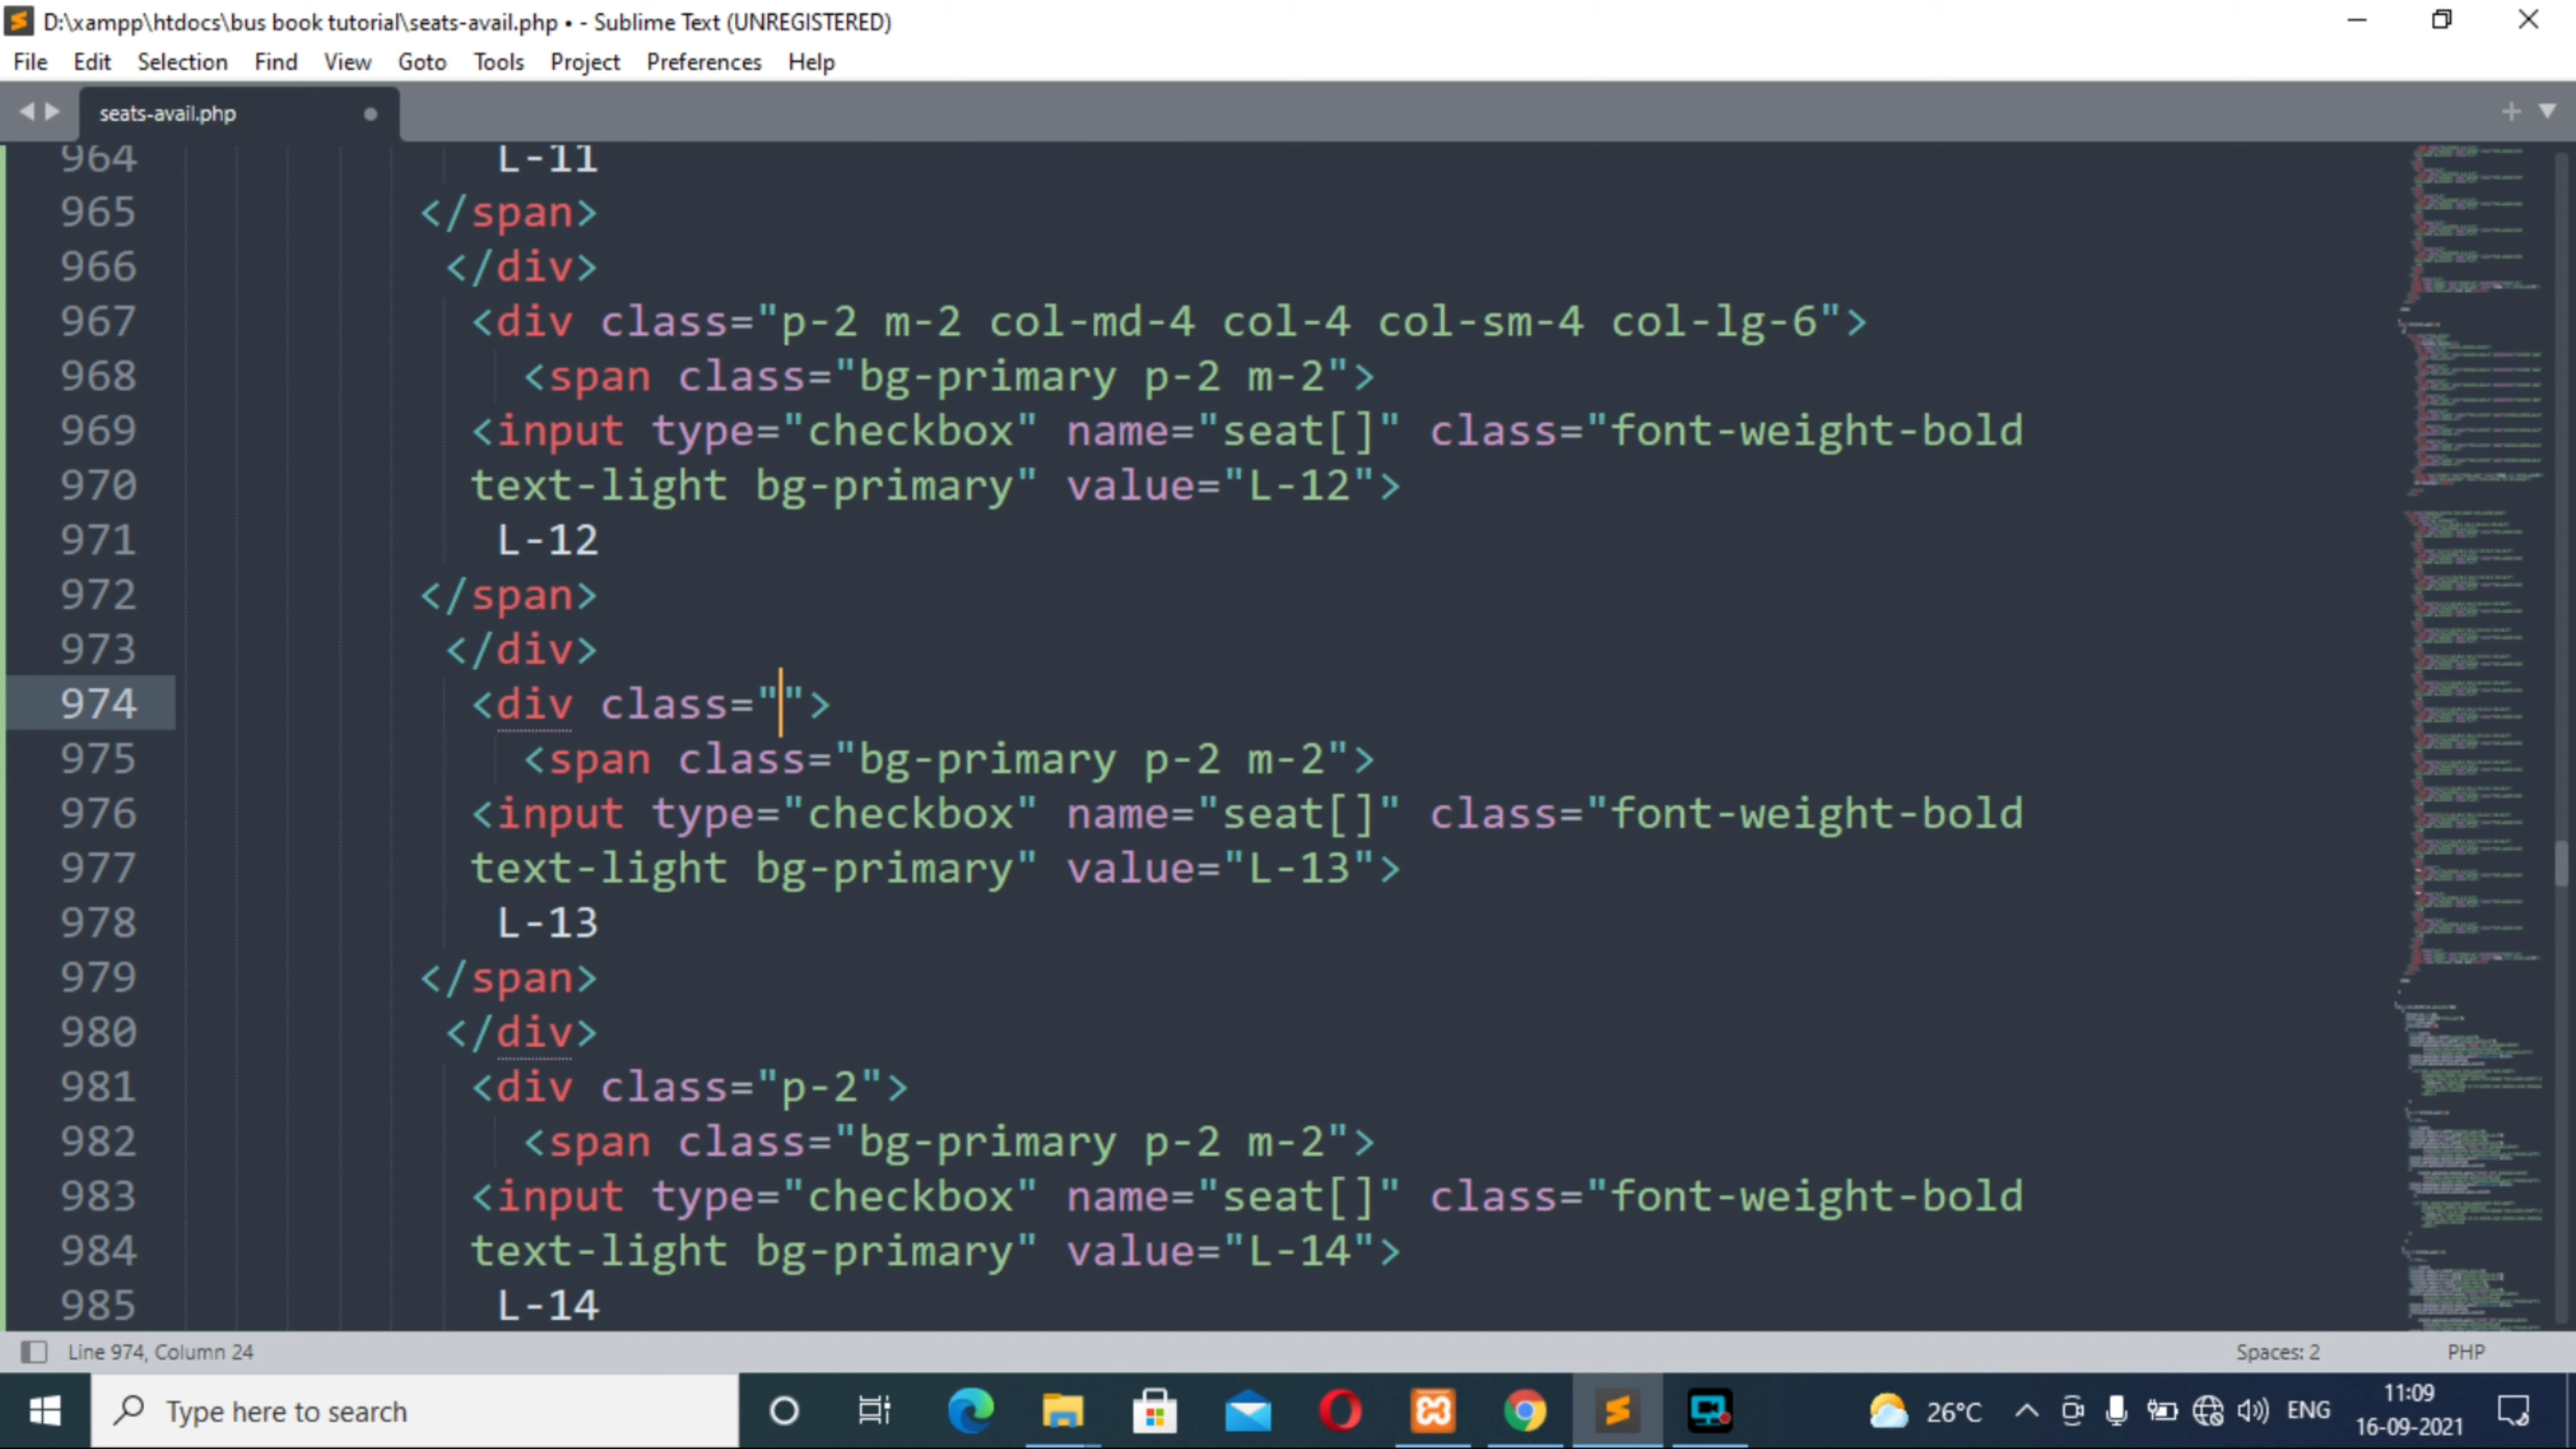 D:\xampp\htdocs\bus book tutorial\seats-avail.php • - Sublime Text (UNREGISTERED)
File Edit Selection Find View Goto Tools Project Preferences Help
seats-avail.php
964 L-11
965 </span>
966 </div>
967 <div class="p-2 m-2 col-md-4 col-4 col-sm-4 col-lg-6">
968 <span class="bg-primary p-2 m-2">
969 <input type="checkbox" name="seat[]" class="font-weight-bold
970 text-light bg-primary" value="L-12">
971 L-12
972 </span>
973 </div>
974 <div class="">
975 <span class="bg-primary p-2 m-2">
976 <input type="checkbox" name="seat[]" class="font-weight-bold
977 text-light bg-primary" value="L-13">
978 L-13
979 </span>
980 </div>
981 <div class="p-2">
982 <span class="bg-primary p-2 m-2">
983 <input type="checkbox" name="seat[]" class="font-weight-bold
984 text-light bg-primary" value="L-14">
985 L-14
Line 974, Column 24 Spaces: 2 PHP
Type here to search 26°C ENG 11:09
16-09-2021